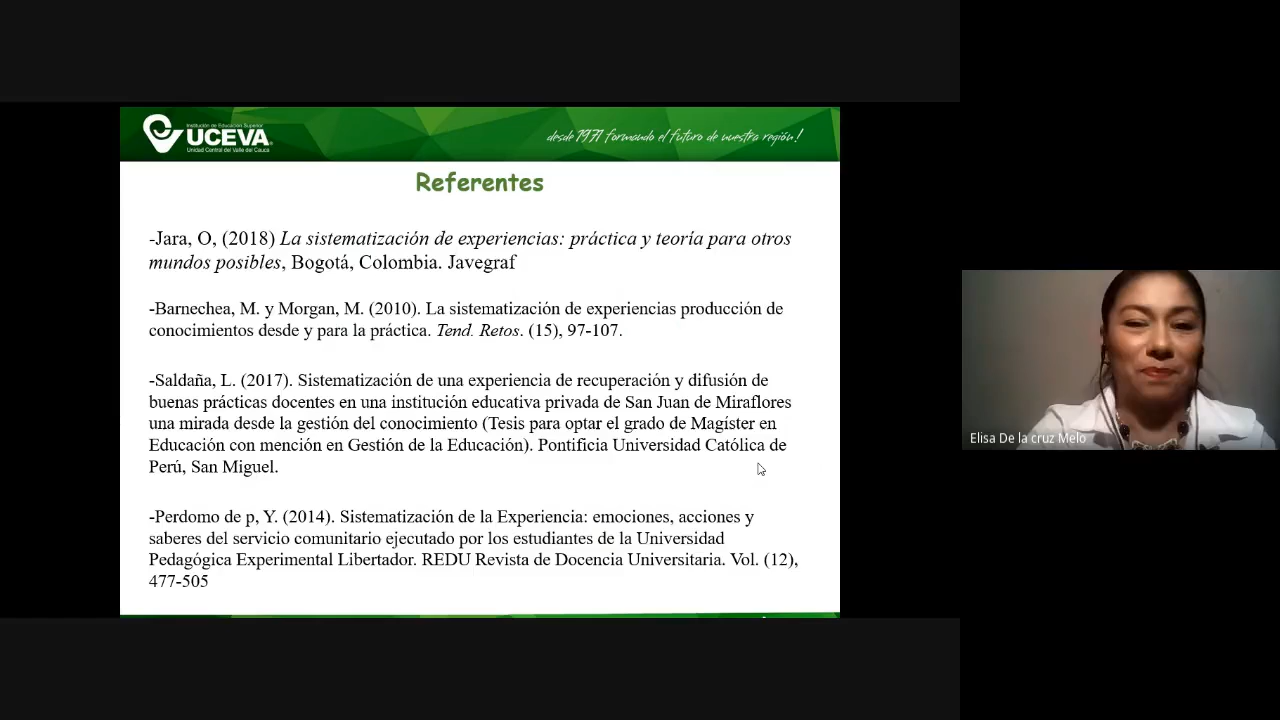 Institución de Educación Superior
UCEVA
Unidad Central del Valle del Cauca
desde 1971 formando el futuro de nuestra región!
Referentes
-Jara, O, (2018) La sistematización de experiencias: práctica y teoría para otros
mundos posibles, Bogotá, Colombia. Javegraf
-Barnechea, M. y Morgan, M. (2010). La sistematización de experiencias producción de
conocimientos desde y para la práctica. Tend. Retos. (15), 97-107.
-Saldaña, L. (2017). Sistematización de una experiencia de recuperación y difusión de
buenas prácticas docentes en una institución educativa privada de San Juan de Miraflores
una mirada desde la gestión del conocimiento (Tesis para optar el grado de Magíster en
Educación con mención en Gestión de la Educación). Pontificia Universidad Católica de
Perú, San Miguel.
-Perdomo de p, Y. (2014). Sistematización de la Experiencia: emociones, acciones y
saberes del servicio comunitario ejecutado por los estudiantes de la Universidad
Pedagógica Experimental Libertador. REDU Revista de Docencia Universitaria. Vol. (12),
477-505
Elisa De la cruz Melo